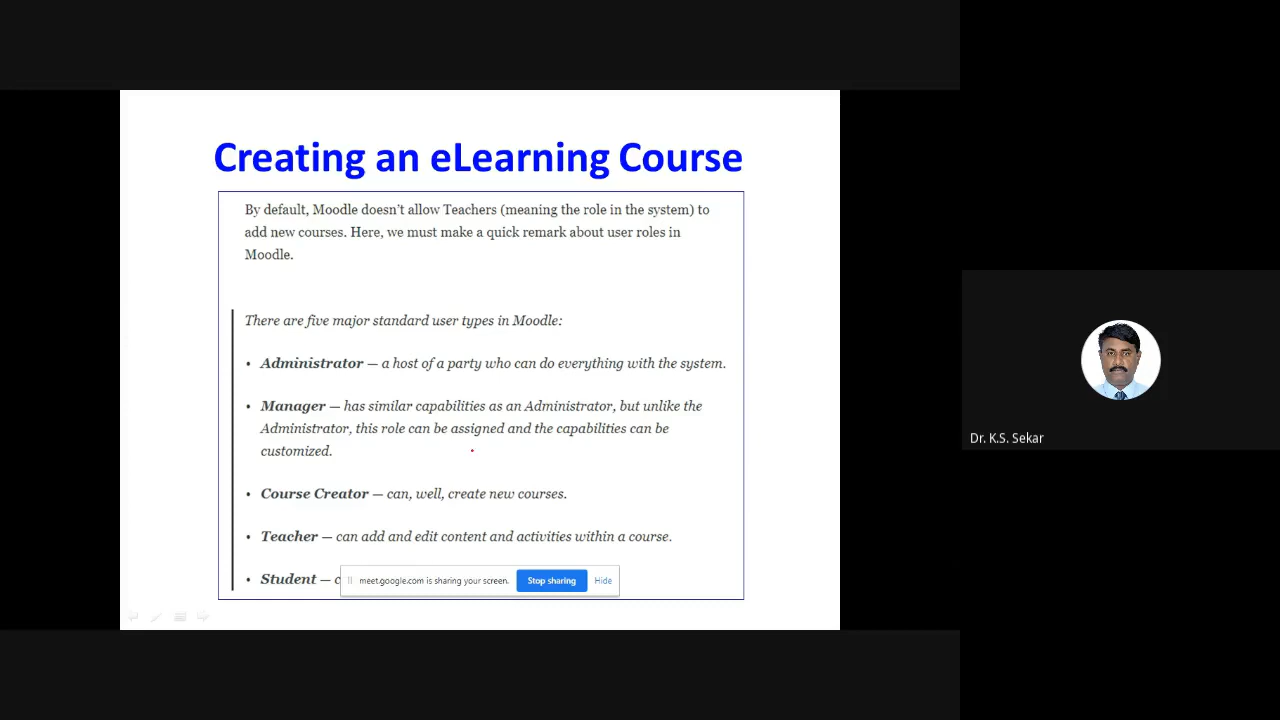 Creating an eLearning Course
By default, Moodle doesn't allow Teachers (meaning the role in the system) to
add new courses. Here, we must make a quick remark about user roles in
Moodle.
There are five major standard user types in Moodle:
• Administrator — a host of a party who can do everything with the system.
• Manager — has similar capabilities as an Administrator, but unlike the
Administrator, this role can be assigned and the capabilities can be
customized.
• Course Creator — can, well, create new courses.
• Teacher — can add and edit content and activities within a course.
• Student — c
meet.google.com is sharing your screen. Stop sharing Hide
Dr. K.S. Sekar